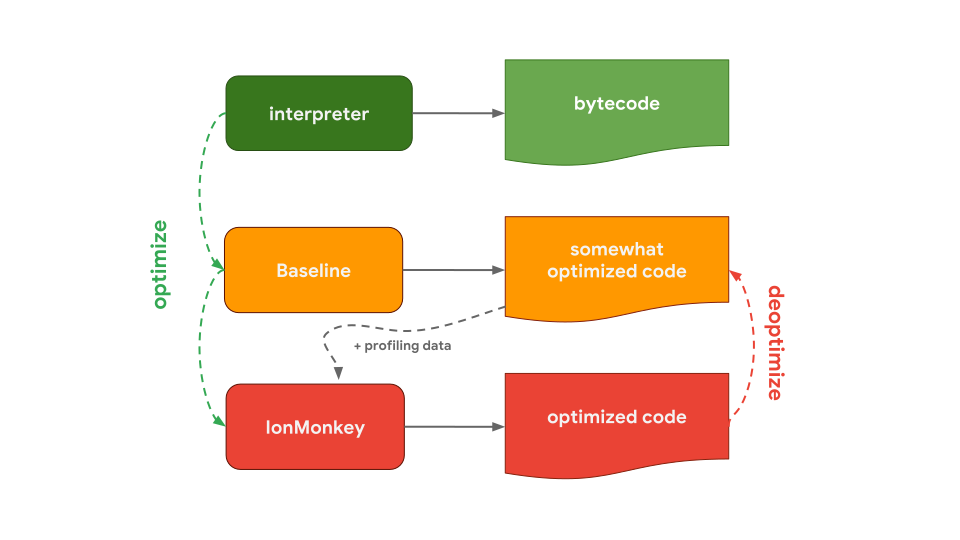 interpreter
bytecode
optimize
Baseline
somewhat
optimized code
deoptimize
+ profiling data
IonMonkey
optimized code